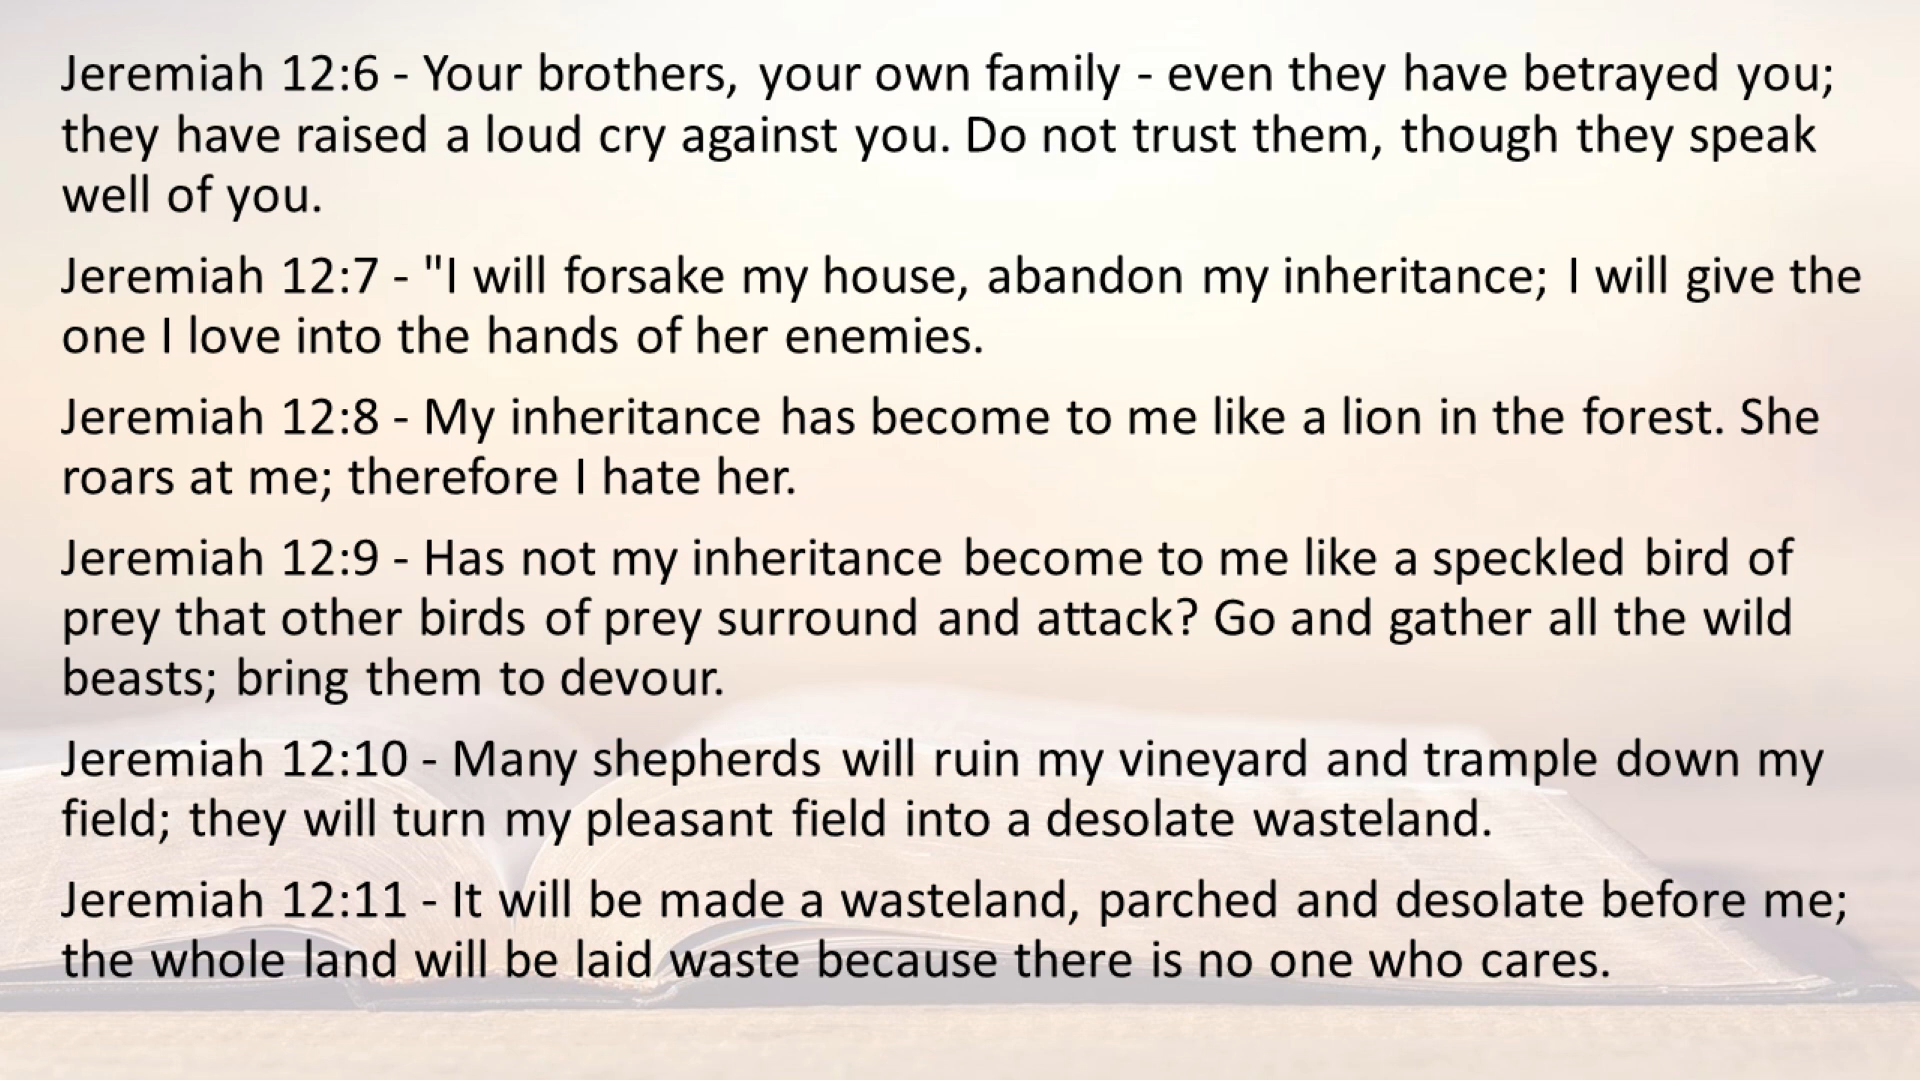 Jeremiah 12:6 - Your brothers, your own family - even they have betrayed you;
they have raised a loud cry against you. Do not trust them, though they speak
well of you.
Jeremiah 12:7 - "I will forsake my house, abandon my inheritance; I will give the
one I love into the hands of her enemies.
Jeremiah 12:8 - My inheritance has become to me like a lion in the forest. She
roars at me; therefore I hate her.
Jeremiah 12:9 - Has not my inheritance become to me like a speckled bird of
prey that other birds of prey surround and attack? Go and gather all the wild
beasts; bring them to devour.
Jeremiah 12:10 - Many shepherds will ruin my vineyard and trample down my
field; they will turn my pleasant field into a desolate wasteland.
Jeremiah 12:11 - It will be made a wasteland, parched and desolate before me;
the whole land will be laid waste because there is no one who cares.